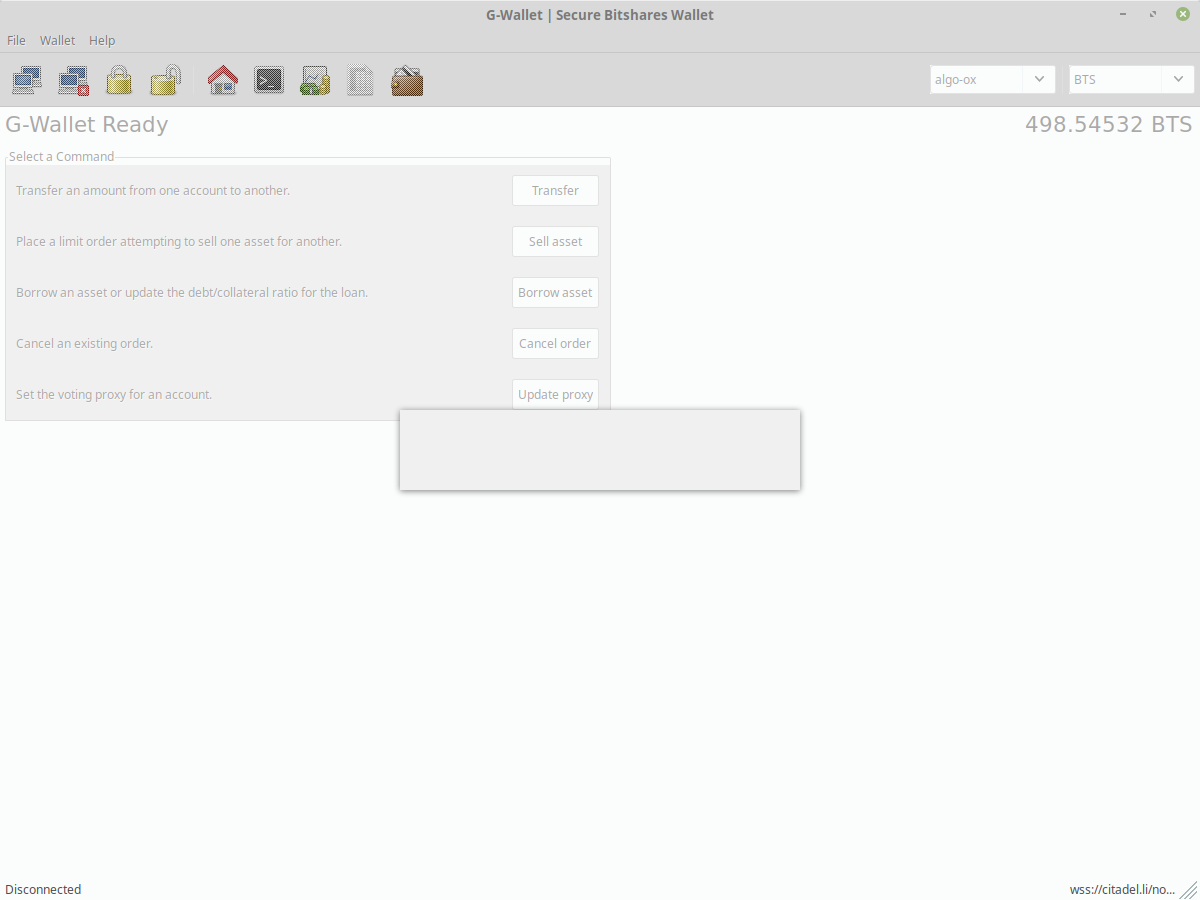 G-Wallet | Secure Bitshares Wallet
File Wallet Help
algo-ox BTS
G-Wallet Ready 498.54532 BTS
Select a Command
Transfer an amount from one account to another. Transfer
Place a limit order attempting to sell one asset for another. Sell asset
Borrow an asset or update the debt/collateral ratio for the loan. Borrow asset
Cancel an existing order. Cancel order
Set the voting proxy for an account. Update proxy
Disconnected wss://citadel.li/no...